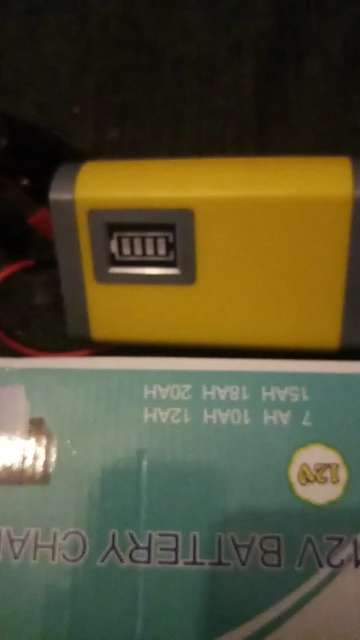 12V BATTERY CHA
12V
7 AH 10AH 12AH
15AH 18AH 20AH